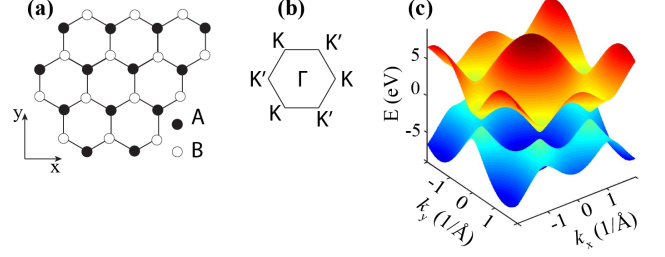 (a)
y
x
A
B
(b)
K K′
K′ Γ K
K K′
(c)
E (eV)
5
0
-5
-1
0
1
k_y (1/Å)
-1
0
1
k_x (1/Å)